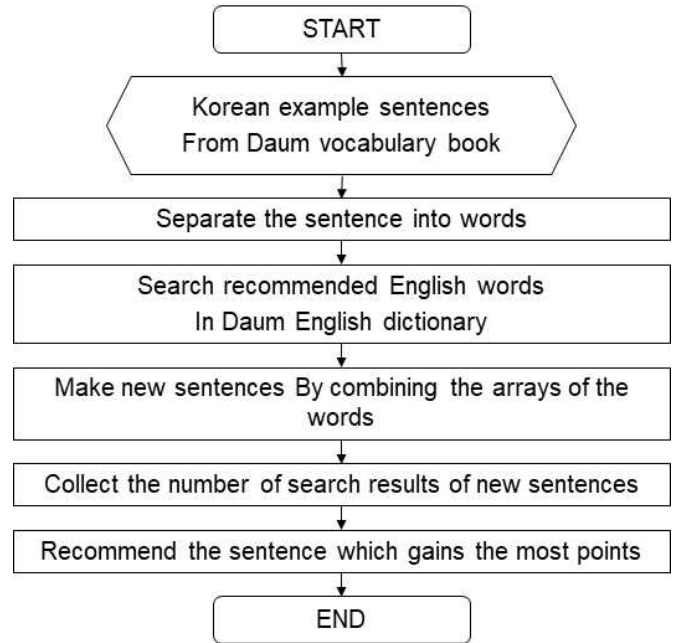 START
Korean example sentences
From Daum vocabulary book
Separate the sentence into words
Search recommended English words
In Daum English dictionary
Make new sentences By combining the arrays of the
words
Collect the number of search results of new sentences
Recommend the sentence which gains the most points
END